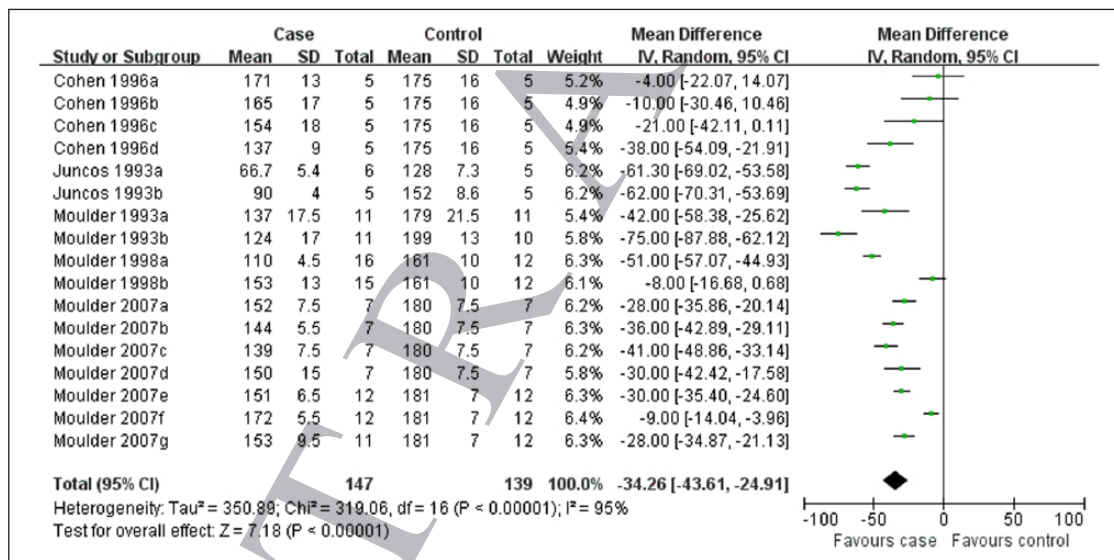 Case Control Mean Difference Mean Difference
Study or Subgroup Mean SD Total Mean SD Total Weight IV, Random, 95% CI IV, Random, 95% CI
Cohen 1996a 171 13 5 175 16 5 5.2% -4.00 [-22.07, 14.07]
Cohen 1996b 165 17 5 175 16 5 4.9% -10.00 [-30.46, 10.46]
Cohen 1996c 154 18 5 175 16 5 4.9% -21.00 [-42.11, 0.11]
Cohen 1996d 137 9 5 175 16 5 5.4% -38.00 [-54.09, -21.91]
Juncos 1993a 66.7 5.4 6 128 7.3 5 6.2% -61.30 [-69.02, -53.58]
Juncos 1993b 90 4 5 152 8.6 5 6.2% -62.00 [-70.31, -53.69]
Moulder 1993a 137 17.5 11 179 21.5 11 5.4% -42.00 [-58.38, -25.62]
Moulder 1993b 124 17 11 199 13 10 5.8% -75.00 [-87.88, -62.12]
Moulder 1998a 110 4.5 16 161 10 12 6.3% -51.00 [-57.07, -44.93]
Moulder 1998b 153 13 15 161 10 12 6.1% -8.00 [-16.68, 0.68]
Moulder 2007a 152 7.5 7 180 7.5 7 6.2% -28.00 [-35.86, -20.14]
Moulder 2007b 144 5.5 7 180 7.5 7 6.3% -36.00 [-42.89, -29.11]
Moulder 2007c 139 7.5 7 180 7.5 7 6.2% -41.00 [-48.86, -33.14]
Moulder 2007d 150 15 7 180 7.5 7 5.8% -30.00 [-42.42, -17.58]
Moulder 2007e 151 6.5 12 181 7 12 6.3% -30.00 [-35.40, -24.60]
Moulder 2007f 172 5.5 12 181 7 12 6.4% -9.00 [-14.04, -3.96]
Moulder 2007g 153 9.5 11 181 7 12 6.3% -28.00 [-34.87, -21.13]
Total (95% CI) 147 139 100.0% -34.26 [-43.61, -24.91]
Heterogeneity: Tau² = 350.89; Chi² = 319.06, df = 16 (P < 0.00001); I² = 95%
Test for overall effect: Z = 7.18 (P < 0.00001)
-100 -50 0 50 100
Favours case Favours control